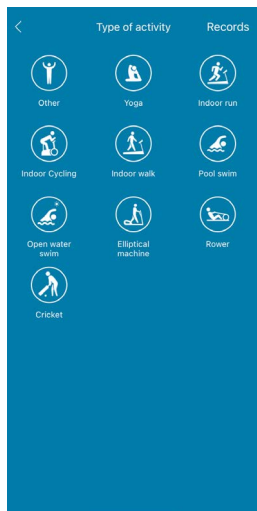 Type of activity Records
Other Yoga Indoor run
Indoor Cycling Indoor walk Pool swim
Open water
swim
Elliptical
machine
Rower
Cricket